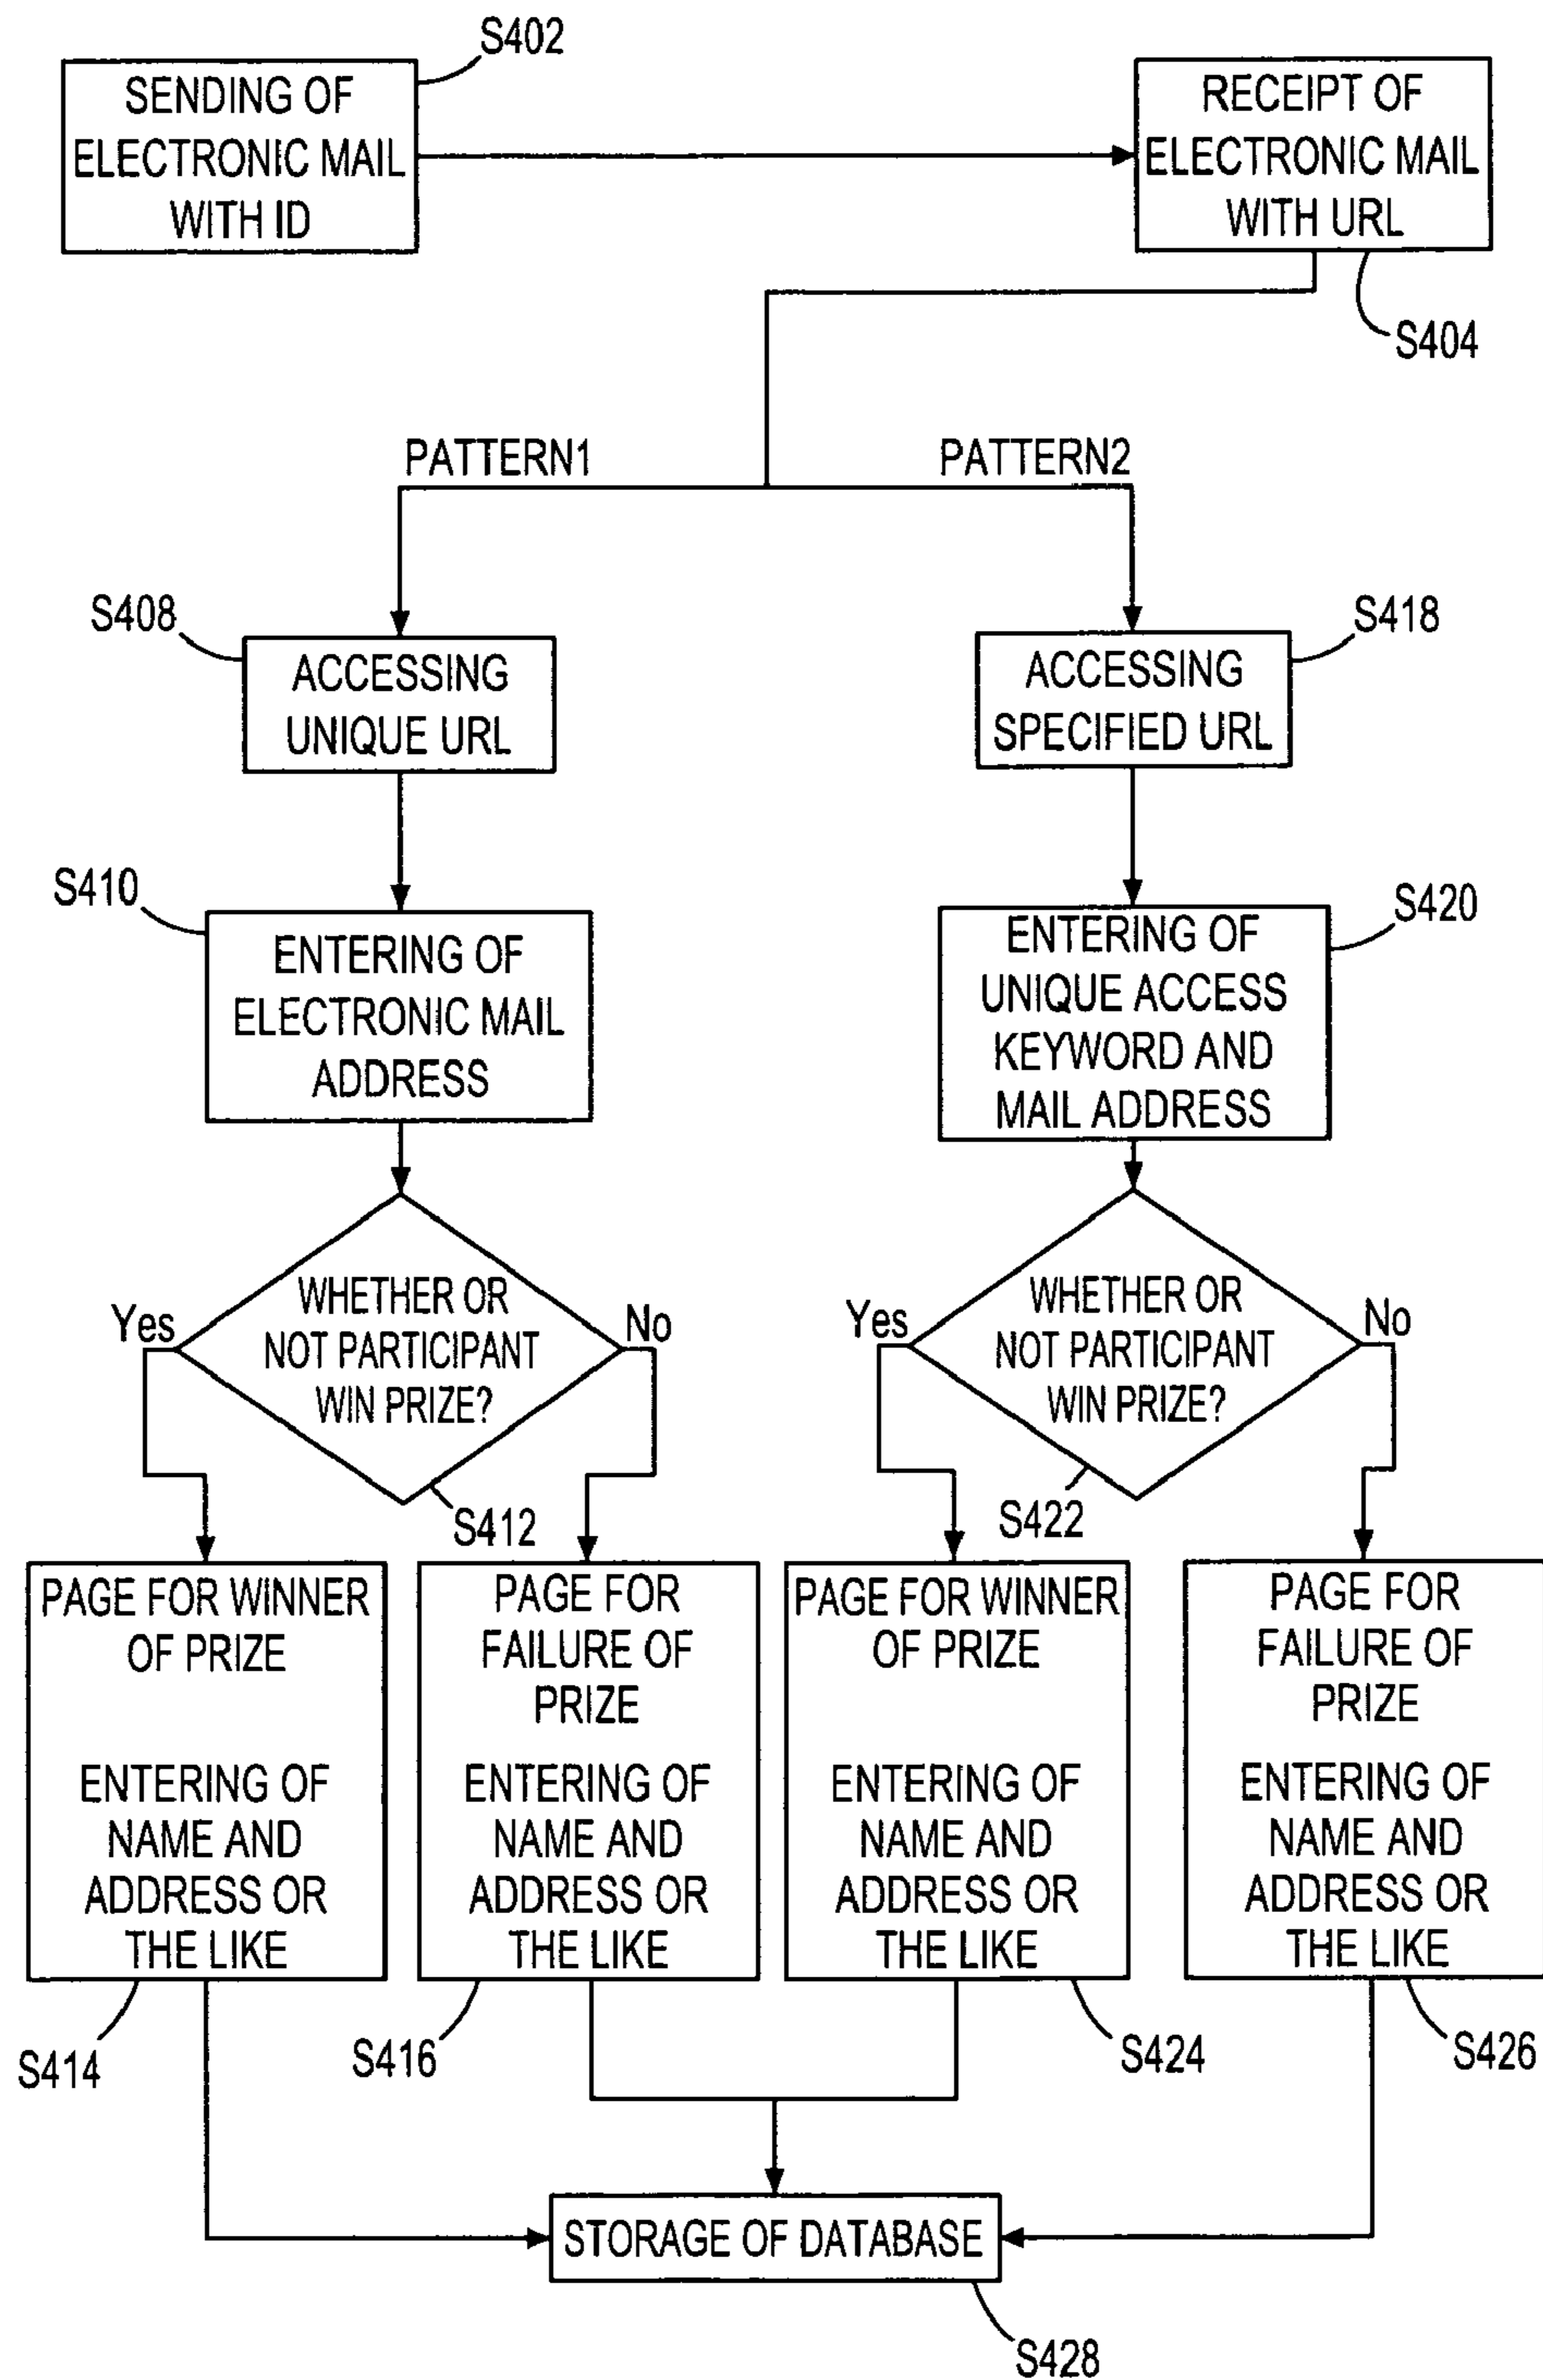 S402
SENDING OF
ELECTRONIC MAIL
WITH ID
RECEIPT OF
ELECTRONIC MAIL
WITH URL
S404
PATTERN1
PATTERN2
S408
ACCESSING
UNIQUE URL
S418
ACCESSING
SPECIFIED URL
S410
ENTERING OF
ELECTRONIC MAIL
ADDRESS
S420
ENTERING OF
UNIQUE ACCESS
KEYWORD AND
MAIL ADDRESS
Yes
WHETHER OR
NOT PARTICIPANT
WIN PRIZE?
No
S412
Yes
WHETHER OR
NOT PARTICIPANT
WIN PRIZE?
No
S422
PAGE FOR WINNER
OF PRIZE
ENTERING OF
NAME AND
ADDRESS OR
THE LIKE
S414
PAGE FOR
FAILURE OF
PRIZE
ENTERING OF
NAME AND
ADDRESS OR
THE LIKE
S416
PAGE FOR WINNER
OF PRIZE
ENTERING OF
NAME AND
ADDRESS OR
THE LIKE
S424
PAGE FOR
FAILURE OF
PRIZE
ENTERING OF
NAME AND
ADDRESS OR
THE LIKE
S426
STORAGE OF DATABASE
S428